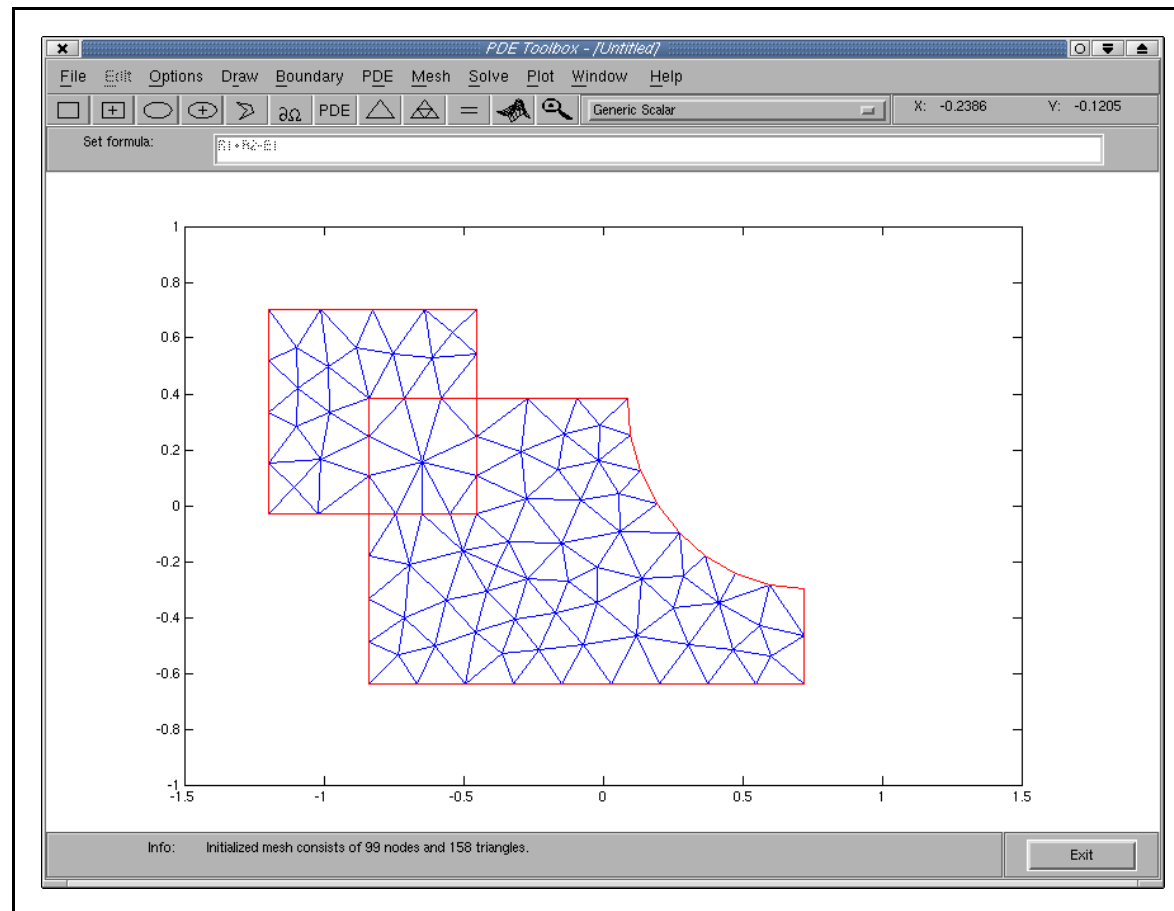 PDE Toolbox - [Untitled]
File Edit Options Draw Boundary PDE Mesh Solve Plot Window Help
∂Ω PDE = Generic Scalar X: -0.2386 Y: -0.1205
Set formula: R1+R2-E1
1
0.8
0.6
0.4
0.2
0
-0.2
-0.4
-0.6
-0.8
-1
-1.5 -1 -0.5 0 0.5 1 1.5
Info: Initialized mesh consists of 99 nodes and 158 triangles.
Exit